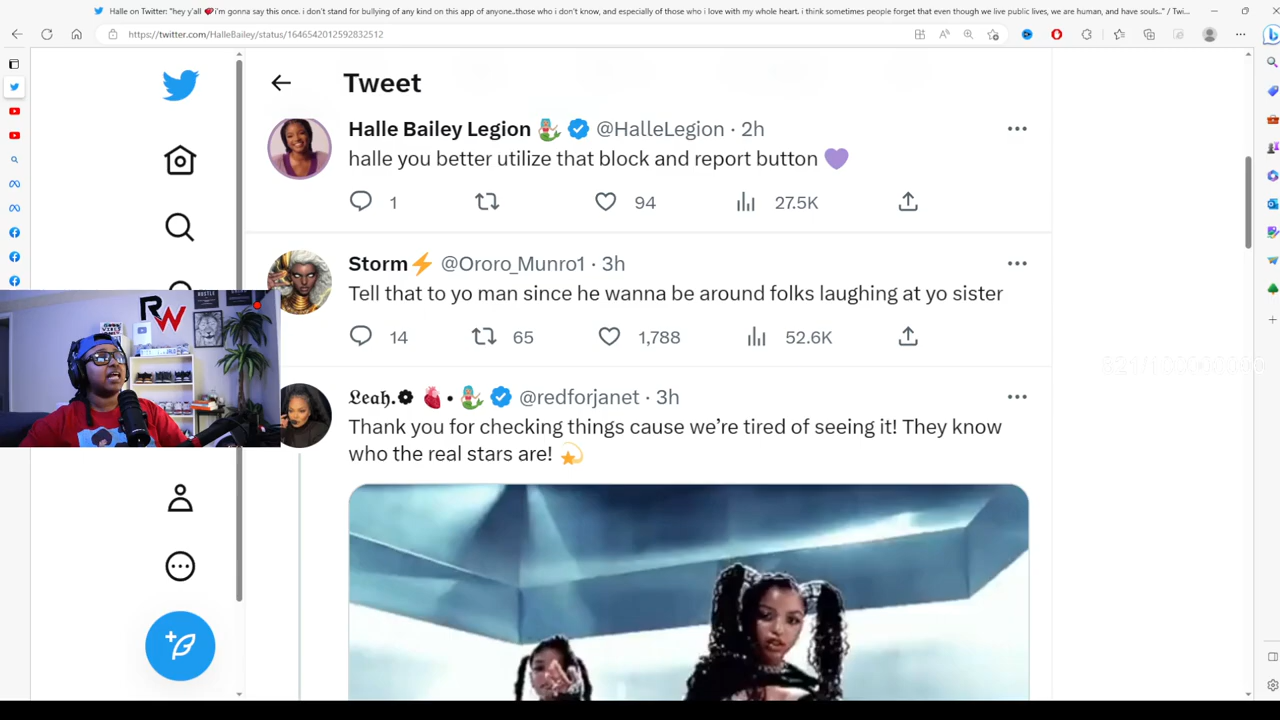 Halle on Twitter: "hey y'all ❤️i'm gonna say this once. i don't stand for bullying of any kind on this app of anyone..those who i don't know, and especially of those who i love with my whole heart. i think sometimes people forget that even though we live public lives, we are human, and have souls.." / Twi...
https://twitter.com/HalleBailey/status/1646542012592832512
Tweet
Halle Bailey Legion 🧜🏽‍♀️ @HalleLegion · 2h
halle you better utilize that block and report button 💜
1 94 27.5K
Storm⚡ @Ororo_Munro1 · 3h
Tell that to yo man since he wanna be around folks laughing at yo sister
14 65 1,788 52.6K
𝕷𝖊𝖆𝖍. @redforjanet · 3h
Thank you for checking things cause we're tired of seeing it! They know
who the real stars are! 💫
RW